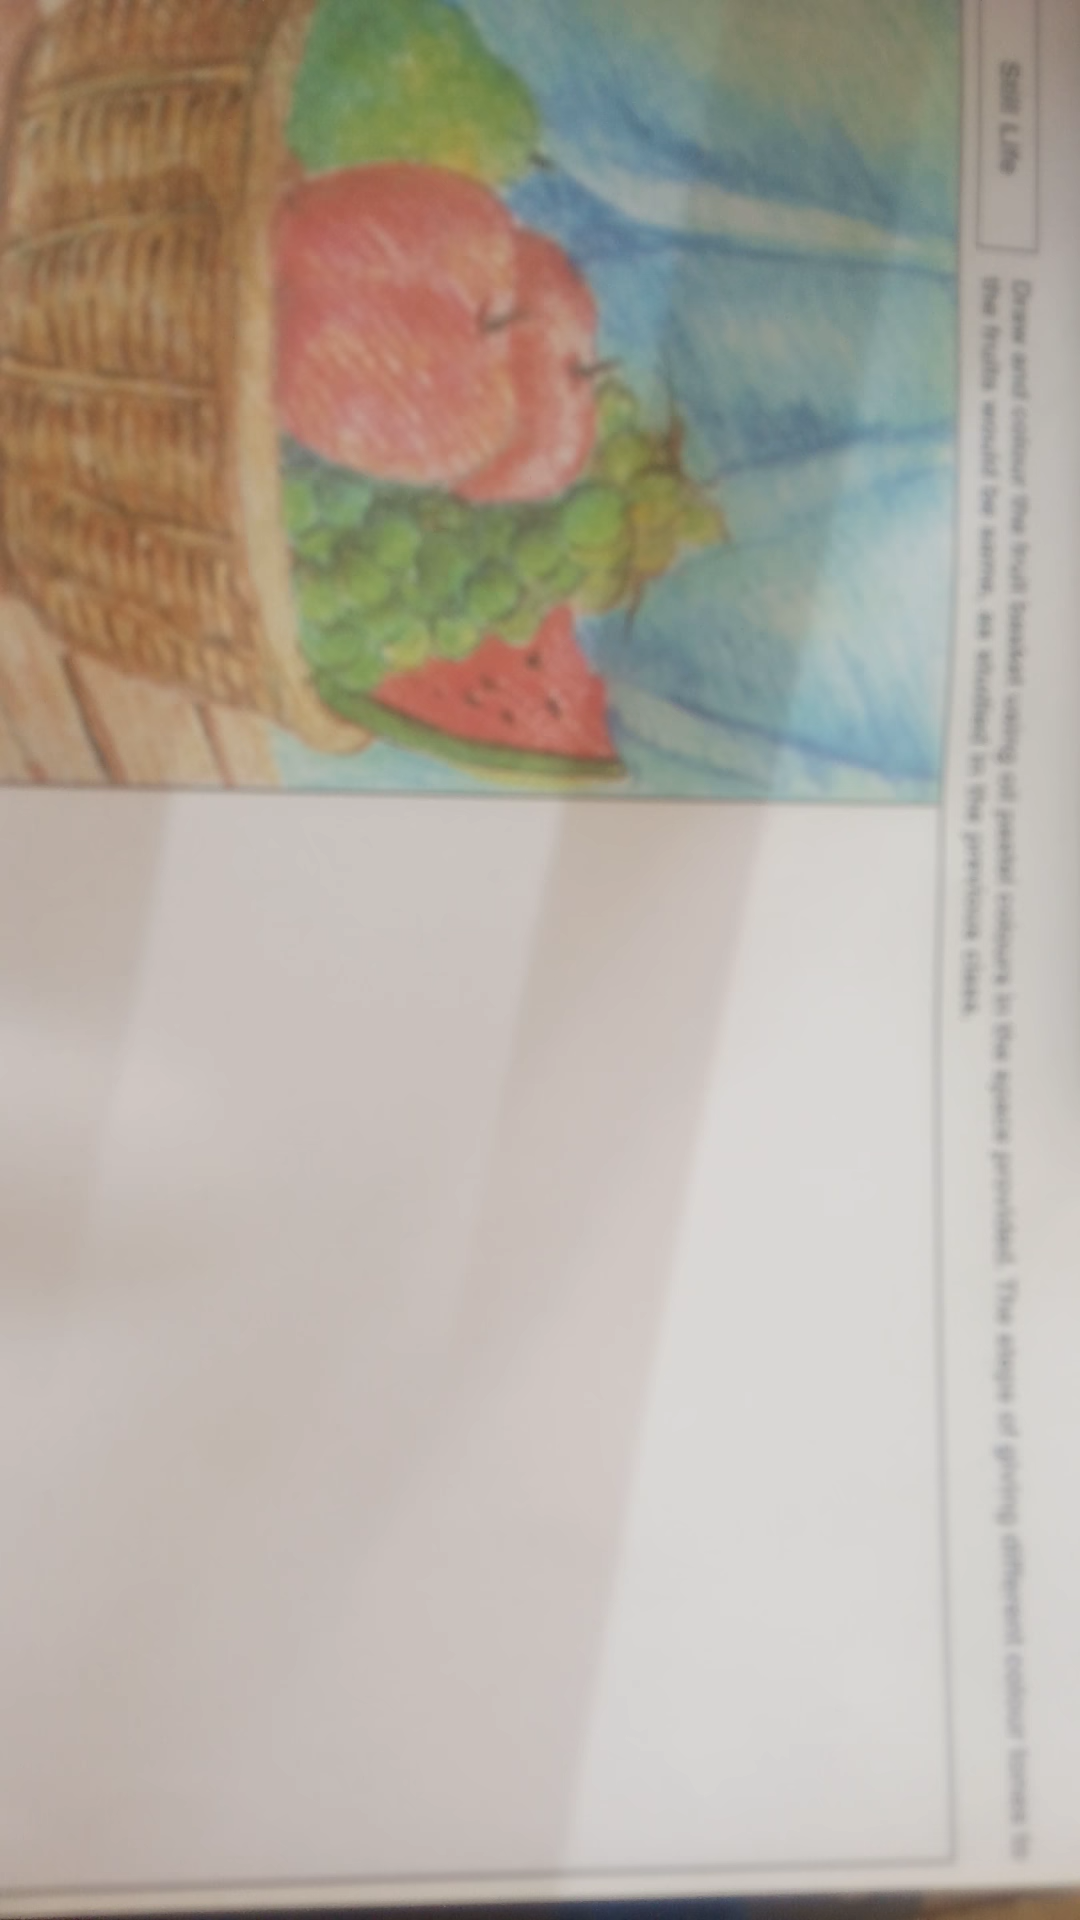 Still Life
Draw and colour the fruit basket using oil pastel colours in the space provided. The steps of giving different colour tones to
the fruits would be same, as studied in the previous class.